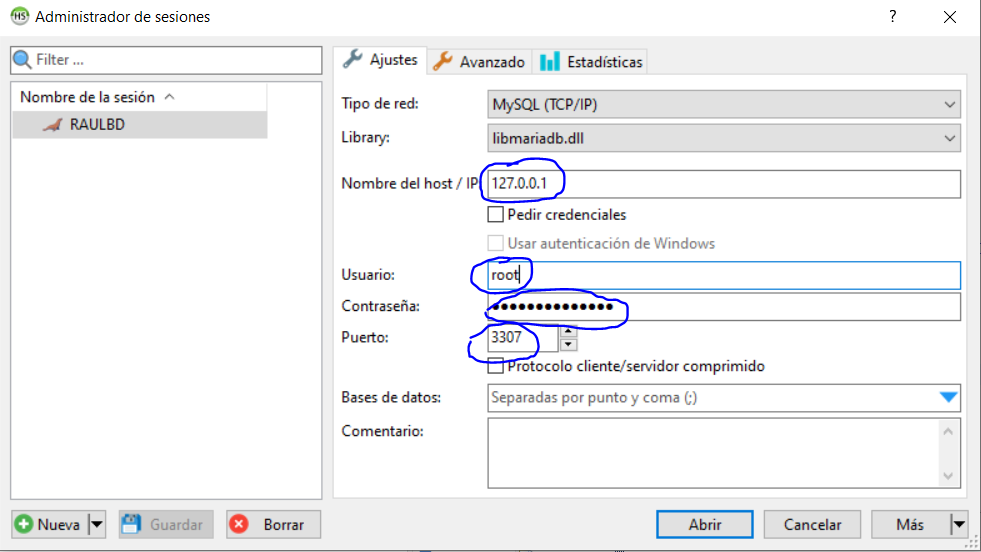 HS Administrador de sesiones ?
Filter ...
Nombre de la sesión
RAULBD
Ajustes Avanzado Estadísticas
Tipo de red: MySQL (TCP/IP)
Library: libmariadb.dll
Nombre del host / IP 127.0.0.1
Pedir credenciales
Usar autenticación de Windows
Usuario: root
Contraseña: ●●●●●●●●●●●●●●
Puerto: 3307
Protocolo cliente/servidor comprimido
Bases de datos: Separadas por punto y coma (;)
Comentario:
Nueva Guardar Borrar Abrir Cancelar Más